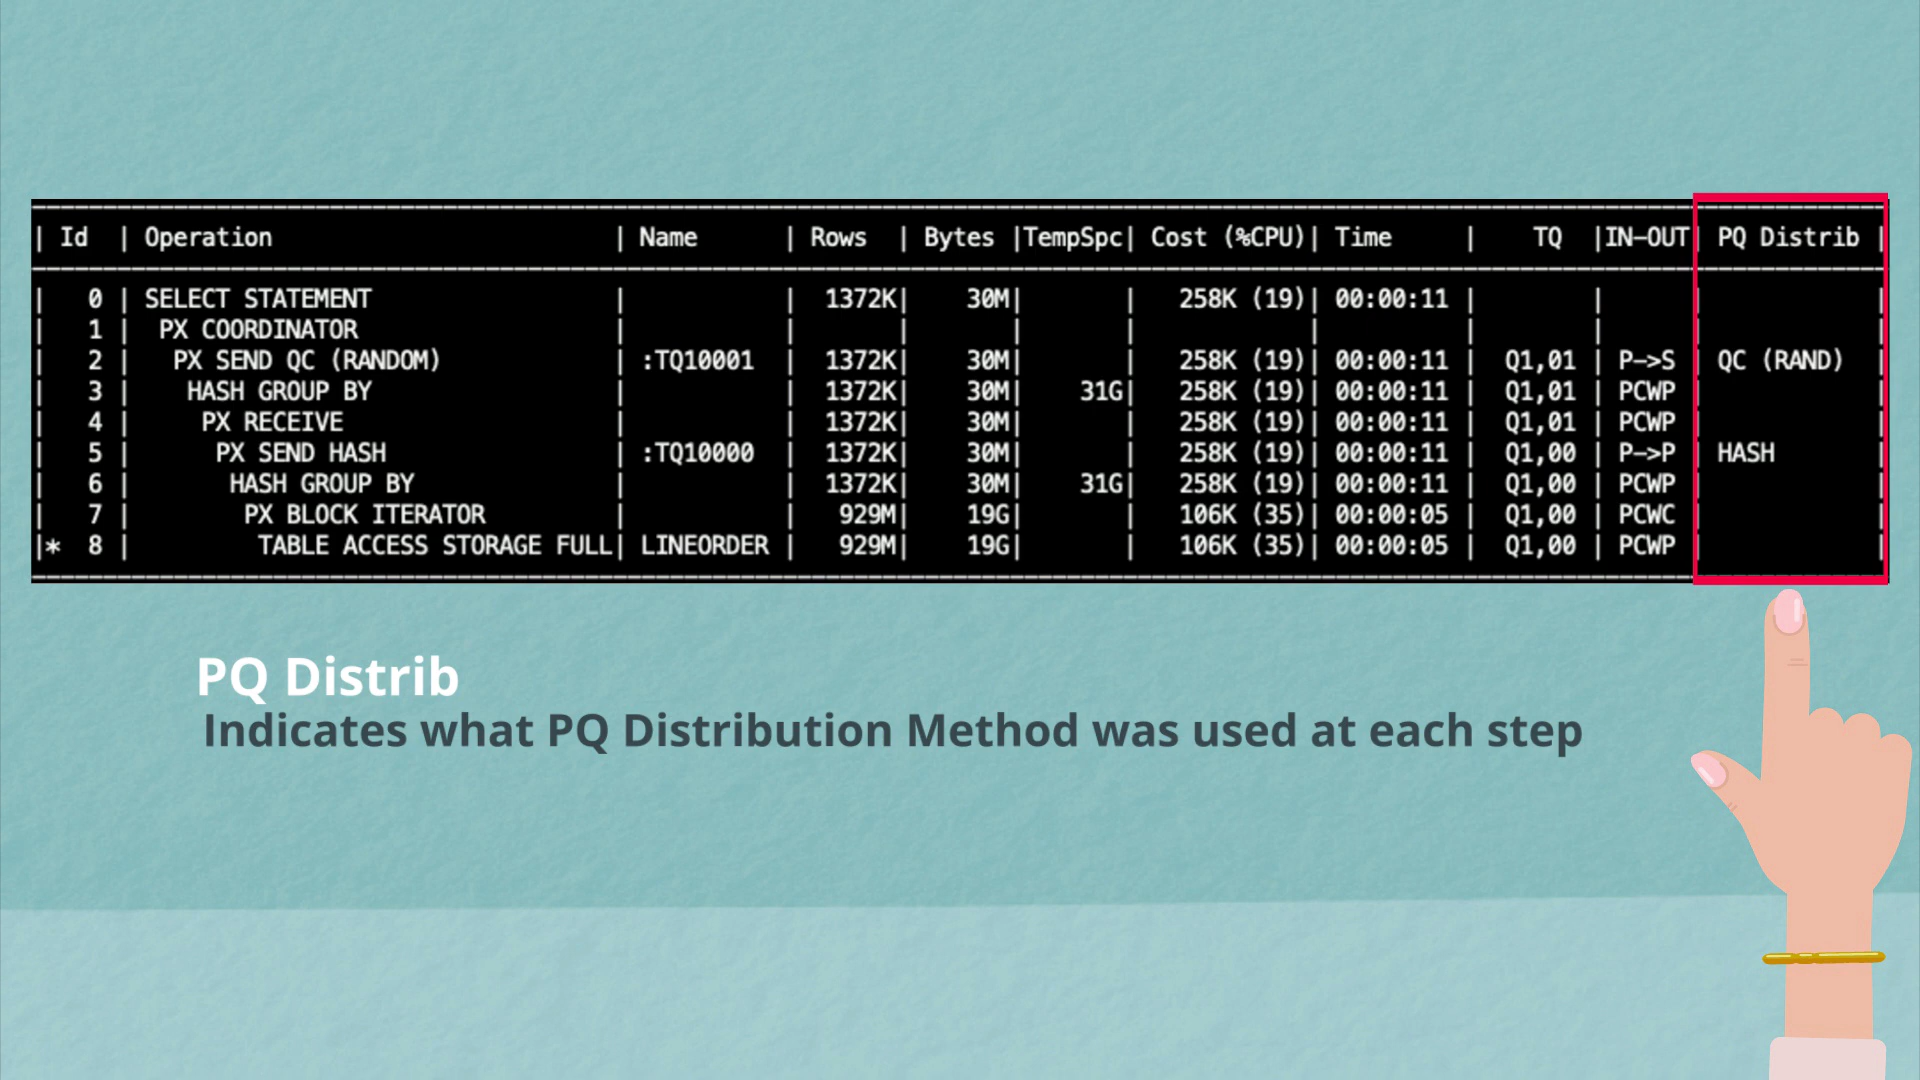 | Id | Operation | Name | Rows | Bytes |TempSpc| Cost (%CPU)| Time | TQ |IN-OUT| PQ Distrib |
| 0 | SELECT STATEMENT | | 1372K| 30M| | 258K (19)| 00:00:11 | | | |
| 1 | PX COORDINATOR | | | | | | | | | |
| 2 | PX SEND QC (RANDOM) | :TQ10001 | 1372K| 30M| | 258K (19)| 00:00:11 | Q1,01 | P->S | QC (RAND) |
| 3 | HASH GROUP BY | | 1372K| 30M| 31G| 258K (19)| 00:00:11 | Q1,01 | PCWP | |
| 4 | PX RECEIVE | | 1372K| 30M| | 258K (19)| 00:00:11 | Q1,01 | PCWP | |
| 5 | PX SEND HASH | :TQ10000 | 1372K| 30M| | 258K (19)| 00:00:11 | Q1,00 | P->P | HASH |
| 6 | HASH GROUP BY | | 1372K| 30M| 31G| 258K (19)| 00:00:11 | Q1,00 | PCWP | |
| 7 | PX BLOCK ITERATOR | | 929M| 19G| | 106K (35)| 00:00:05 | Q1,00 | PCWC | |
|* 8 | TABLE ACCESS STORAGE FULL| LINEORDER | 929M| 19G| | 106K (35)| 00:00:05 | Q1,00 | PCWP | |
PQ Distrib
Indicates what PQ Distribution Method was used at each step